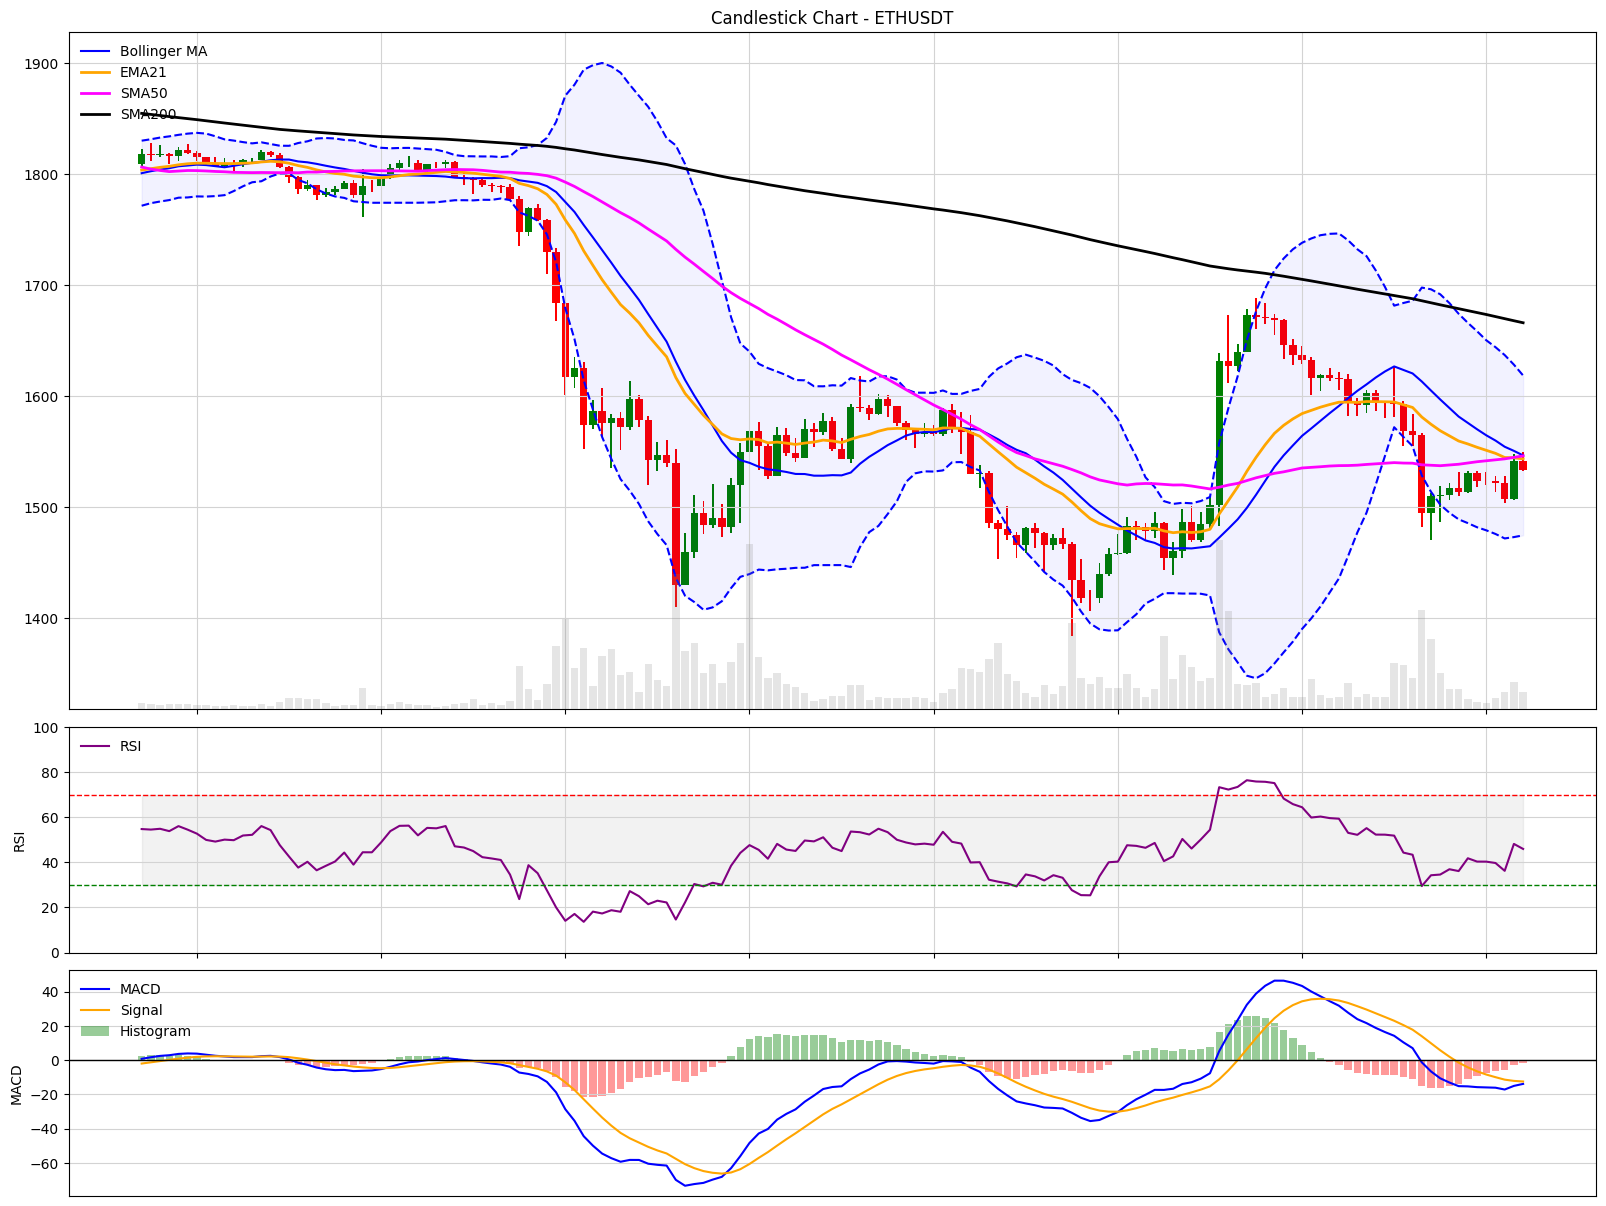 Candlestick Chart - ETHUSDT
Bollinger MA
EMA21
SMA50
SMA200
1900
1800
1700
1600
1500
1400
RSI
100
80
60
40
20
0
RSI
MACD
Signal
Histogram
40
20
0
−20
−40
−60
MACD